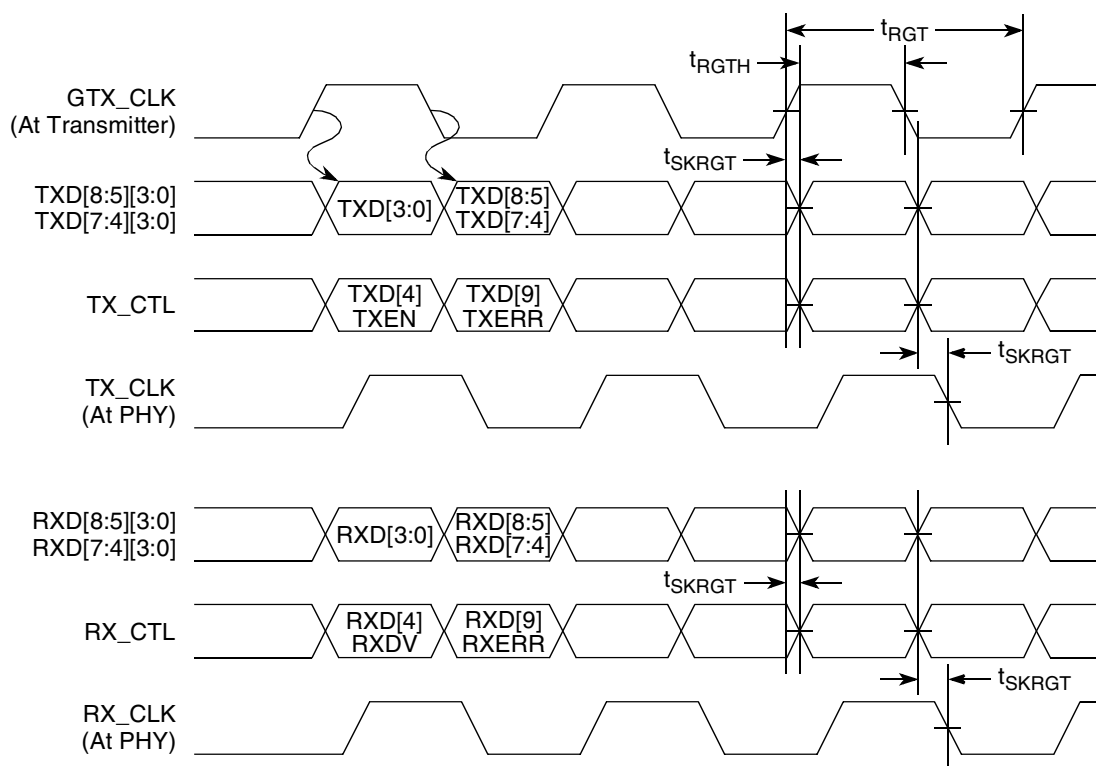 tRGT
tRGTH
GTX_CLK
(At Transmitter)
tSKRGT
TXD[8:5][3:0]
TXD[7:4][3:0]
TXD[3:0]
TXD[8:5]
TXD[7:4]
TX_CTL
TXD[4]
TXEN
TXD[9]
TXERR
tSKRGT
TX_CLK
(At PHY)
RXD[8:5][3:0]
RXD[7:4][3:0]
RXD[3:0]
RXD[8:5]
RXD[7:4]
tSKRGT
RX_CTL
RXD[4]
RXDV
RXD[9]
RXERR
tSKRGT
RX_CLK
(At PHY)